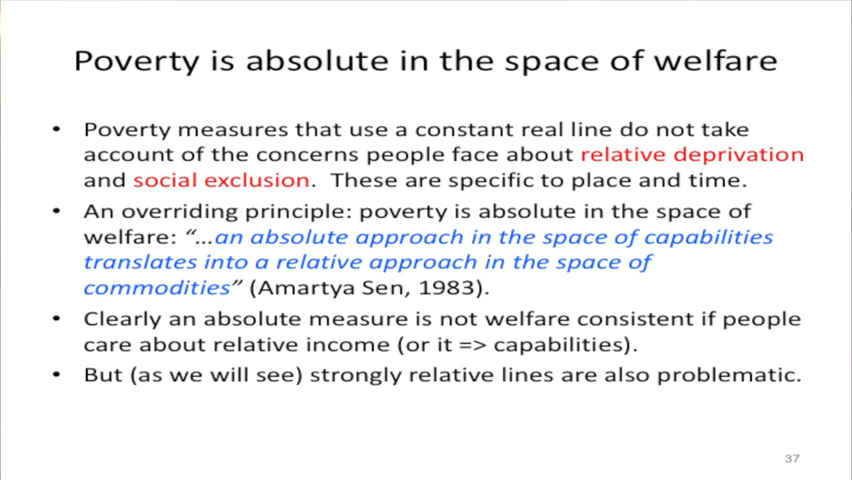 Poverty is absolute in the space of welfare
• Poverty measures that use a constant real line do not take
account of the concerns people face about relative deprivation
and social exclusion. These are specific to place and time.
• An overriding principle: poverty is absolute in the space of
welfare: “...an absolute approach in the space of capabilities
translates into a relative approach in the space of
commodities” (Amartya Sen, 1983).
• Clearly an absolute measure is not welfare consistent if people
care about relative income (or it => capabilities).
• But (as we will see) strongly relative lines are also problematic.
37